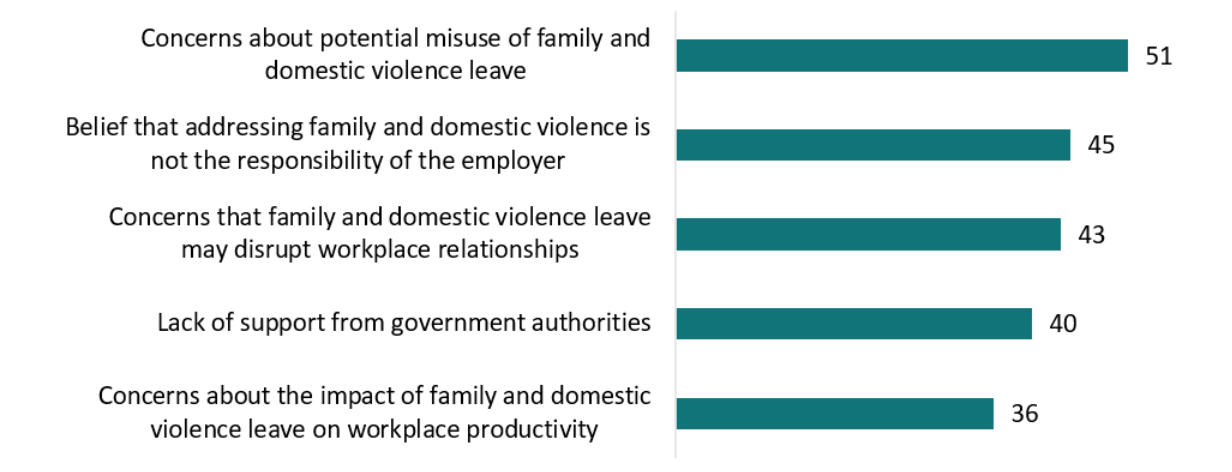 Concerns about potential misuse of family and
domestic violence leave
51
Belief that addressing family and domestic violence is
not the responsibility of the employer
45
Concerns that family and domestic violence leave
may disrupt workplace relationships
43
Lack of support from government authorities
40
Concerns about the impact of family and domestic
violence leave on workplace productivity
36